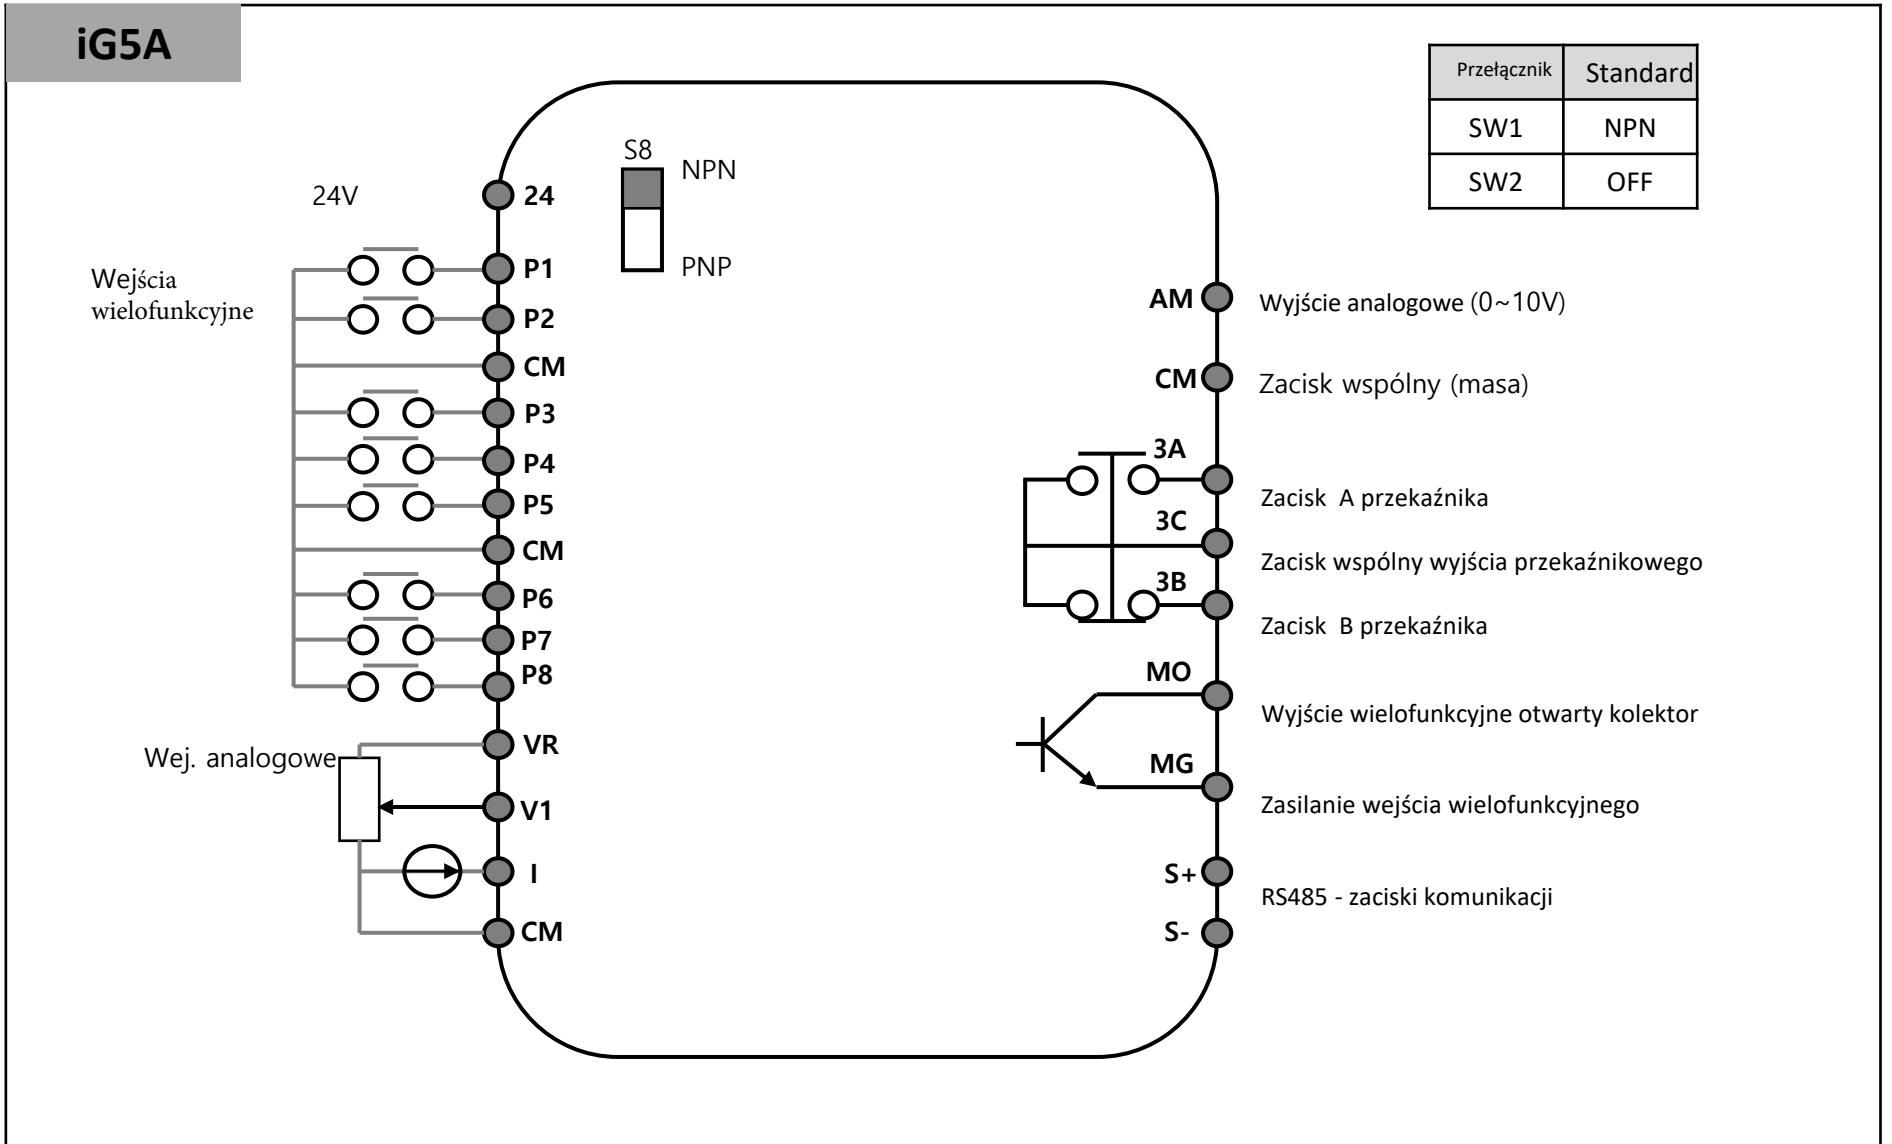 iG5A
Przełącznik Standard
SW1 NPN
SW2 OFF
S8
NPN
PNP
24V
24
Wejścia
wielofunkcyjne
P1
P2
CM
P3
P4
P5
CM
P6
P7
P8
Wej. analogowe
VR
V1
I
CM
AM Wyjście analogowe (0~10V)
CM Zacisk wspólny (masa)
3A
Zacisk A przekaźnika
3C
Zacisk wspólny wyjścia przekaźnikowego
3B
Zacisk B przekaźnika
MO
Wyjście wielofunkcyjne otwarty kolektor
MG
Zasilanie wejścia wielofunkcyjnego
S+
RS485 - zaciski komunikacji
S-